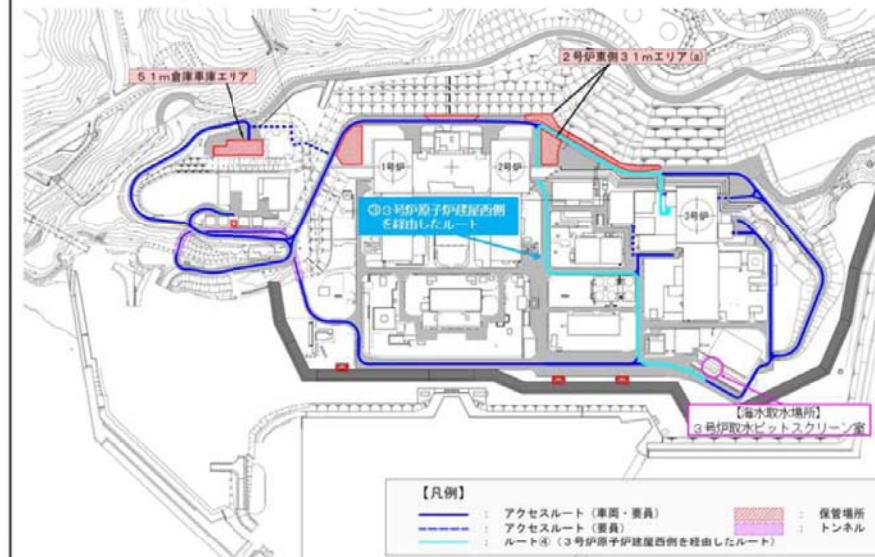 51m倉庫車庫エリア
2号炉東側31mエリア(a)
1号炉
2号炉
3号炉
③3号炉原子炉建屋西側
を経由したルート
【海水取水場所】
3号炉取水ピットスクリーン室
【凡例】
: アクセスルート（車両・要員）
: 保管場所
: アクセスルート（要員）
: トンネル
: ルート④（3号炉原子炉建屋西側を経由したルート）